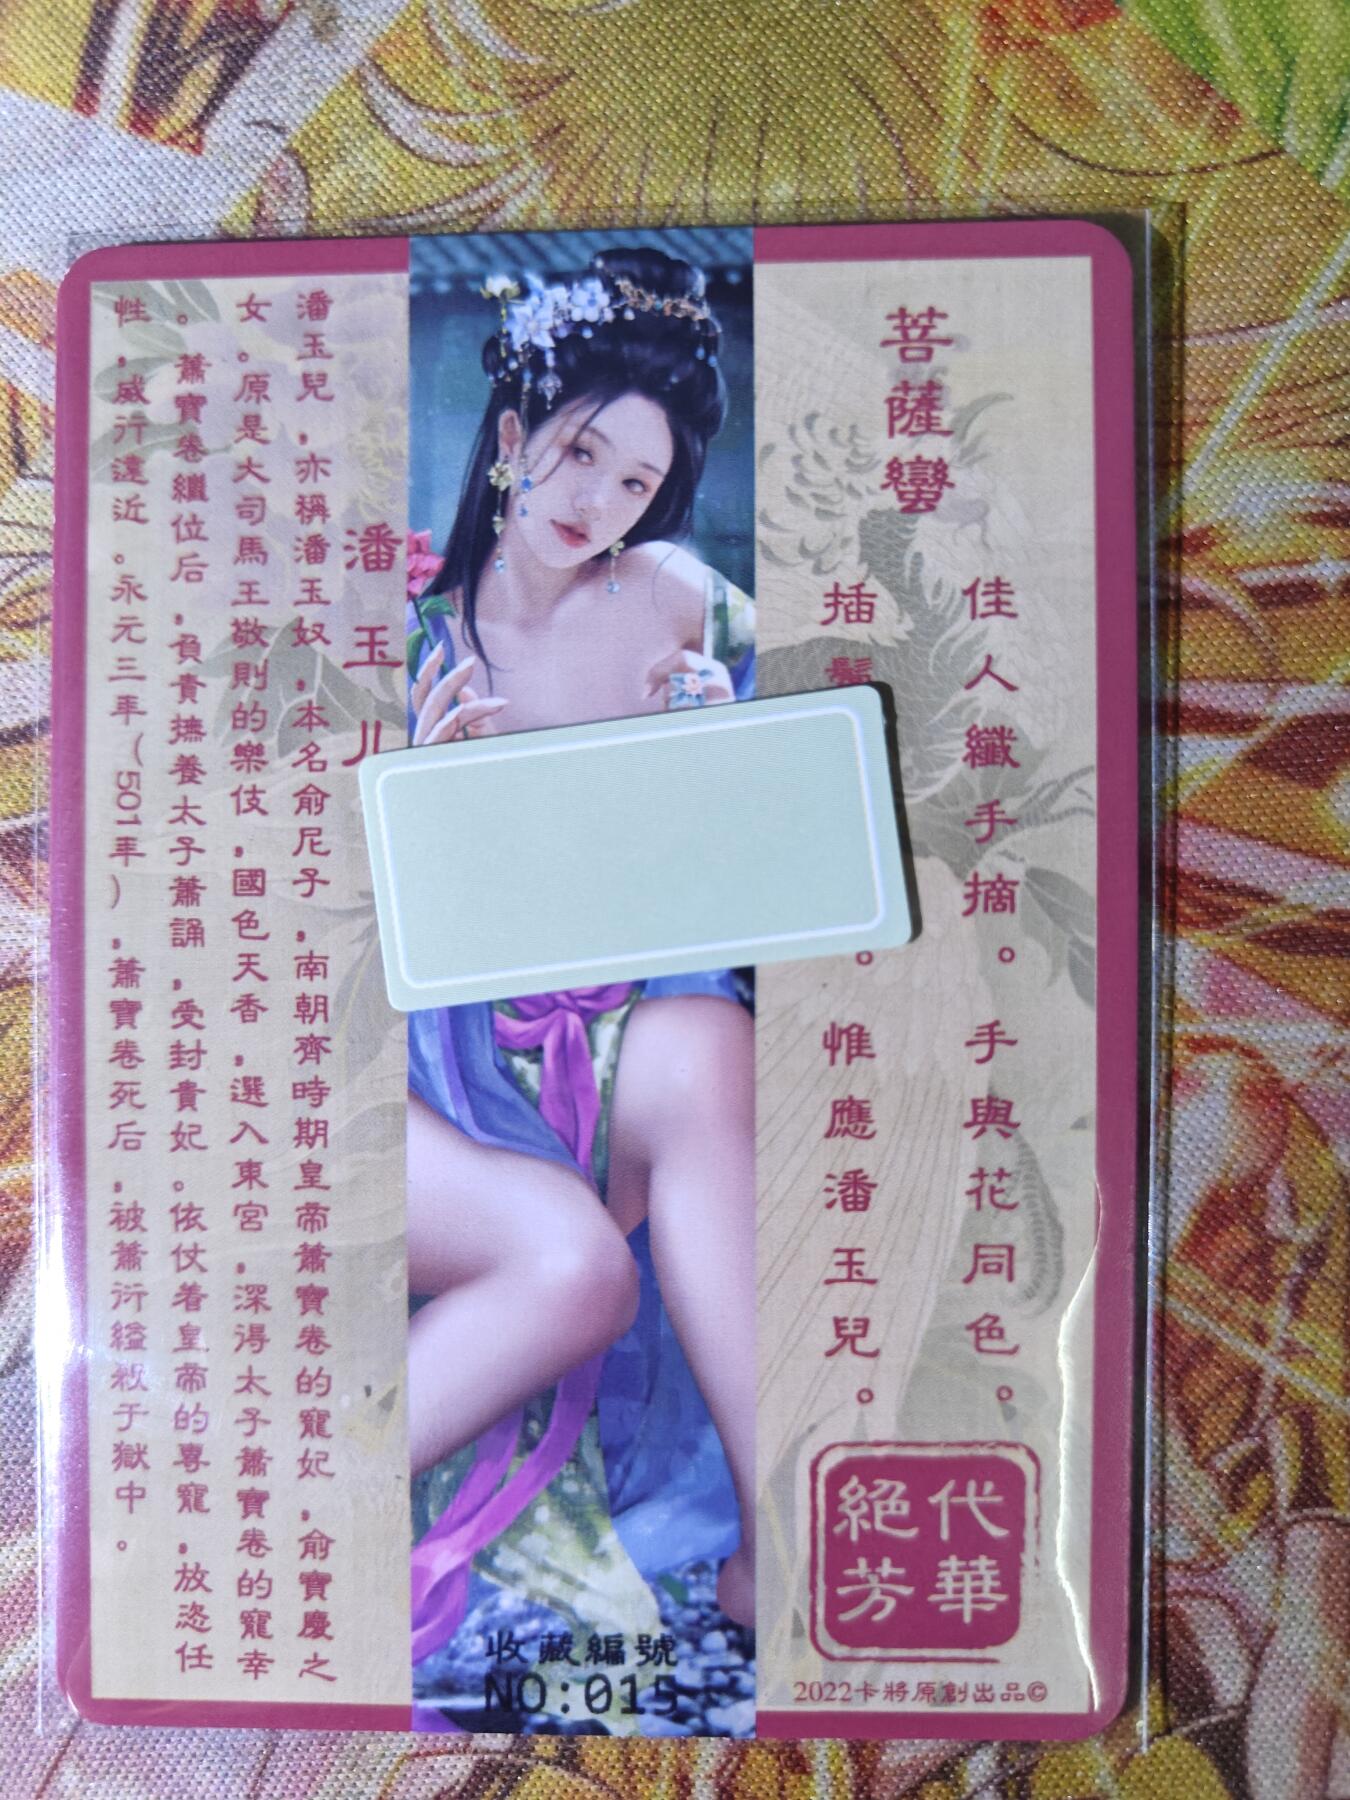 菩薩蠻
佳人纖手摘。手與花同色。
插。惟應潘玉兒。
絕代
芳華
2022卡將原創出品©
收藏編號
NO:015
潘玉儿
潘玉兒,亦稱潘玉奴,本名俞尼子,南朝齊時期皇帝蕭寶卷的寵妃,俞寶慶之
女。原是大司馬王敬則的樂伎,國色天香,選入東宮,深得太子蕭寶卷的寵幸
。蕭寶卷繼位后,負責撫養太子蕭誦,受封貴妃。依仗着皇帝的專寵,放恣任
性,威行遠近。永元三年(501年),蕭寶卷死后,被蕭衍縊殺于獄中。